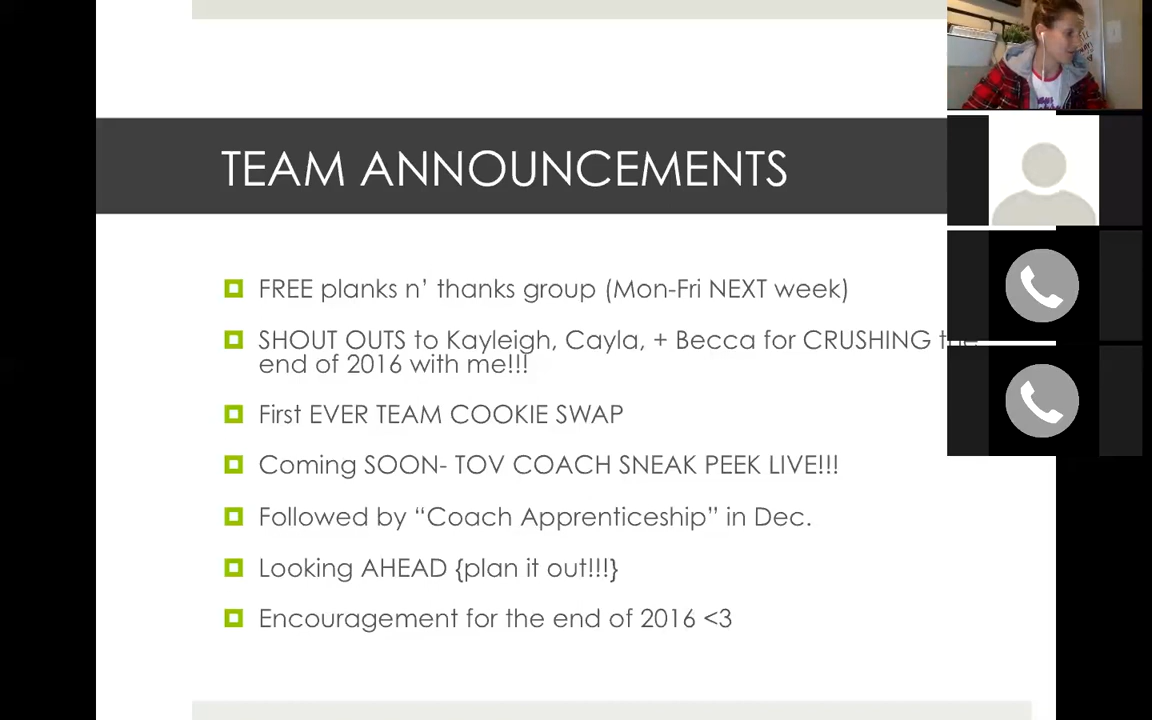 TEAM ANNOUNCEMENTS
FREE planks n’ thanks group (Mon-Fri NEXT week)
SHOUT OUTS to Kayleigh, Cayla, + Becca for CRUSHING the
end of 2016 with me!!!
First EVER TEAM COOKIE SWAP
Coming SOON- TOV COACH SNEAK PEEK LIVE!!!
Followed by “Coach Apprenticeship” in Dec.
Looking AHEAD {plan it out!!!}
Encouragement for the end of 2016 <3